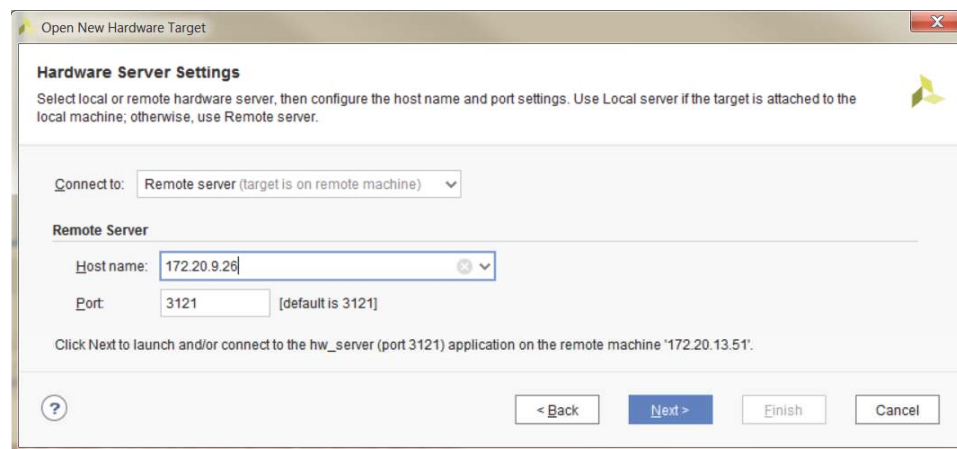 Open New Hardware Target
Hardware Server Settings
Select local or remote hardware server, then configure the host name and port settings. Use Local server if the target is attached to the
local machine; otherwise, use Remote server.
Connect to: Remote server (target is on remote machine)
Remote Server
Host name: 172.20.9.26
Port: 3121 [default is 3121]
Click Next to launch and/or connect to the hw_server (port 3121) application on the remote machine '172.20.13.51'.
? < Back Next > Finish Cancel